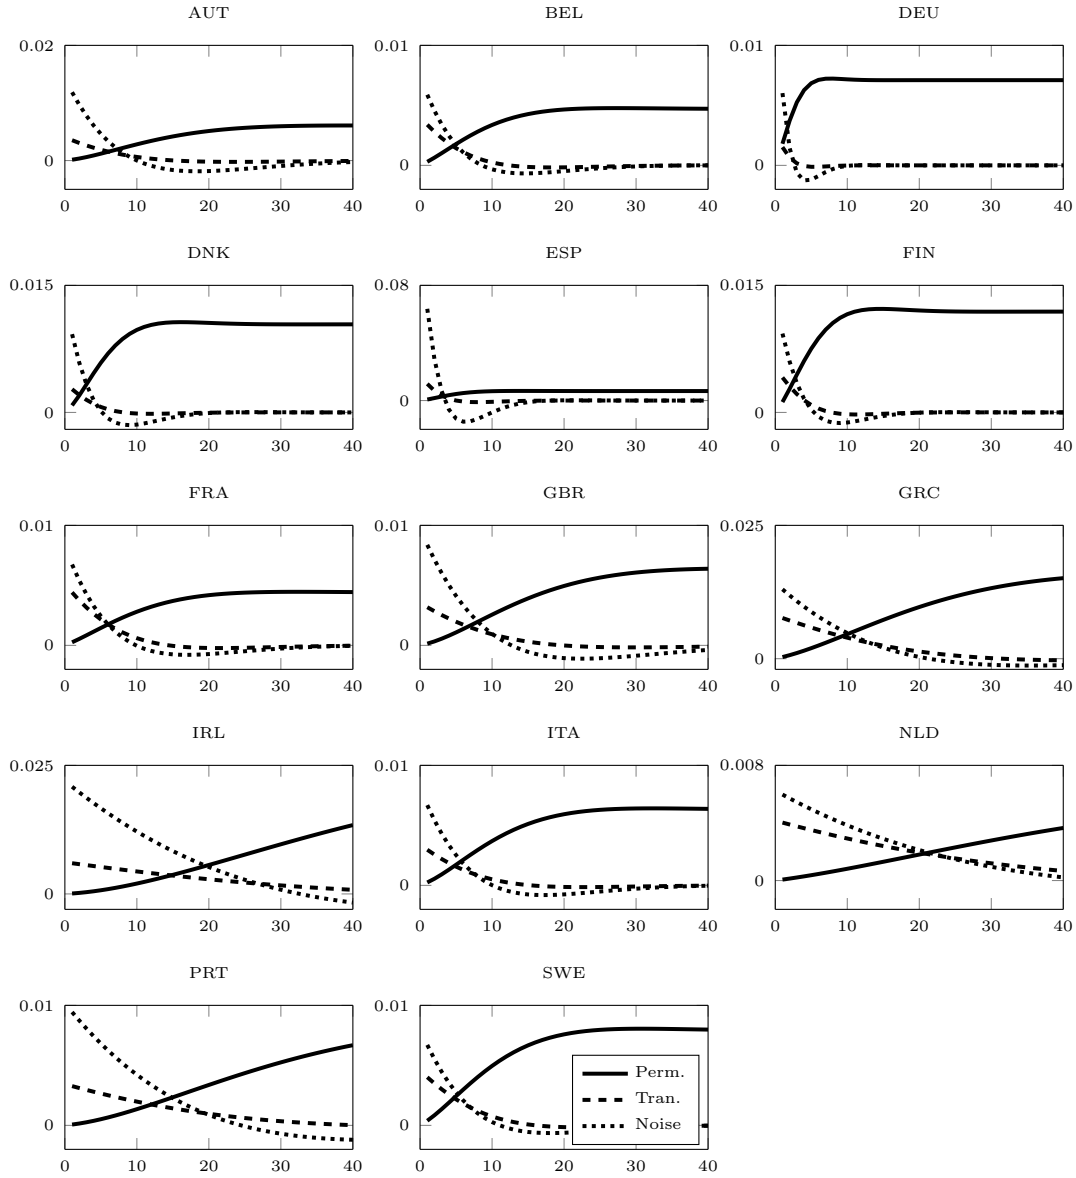 AUT BEL DEU
0.02 0.01 0.01
0 0 0
0 10 20 30 40 0 10 20 30 40 0 10 20 30 40
DNK ESP FIN
0.015 0.08 0.015
0 0 0
0 10 20 30 40 0 10 20 30 40 0 10 20 30 40
FRA GBR GRC
0.01 0.01 0.025
0 0 0
0 10 20 30 40 0 10 20 30 40 0 10 20 30 40
IRL ITA NLD
0.025 0.01 0.008
0 0 0
0 10 20 30 40 0 10 20 30 40 0 10 20 30 40
PRT SWE
0.01 0.01
Perm.
Tran.
0 0 Noise
0 10 20 30 40 0 10 20 30 40